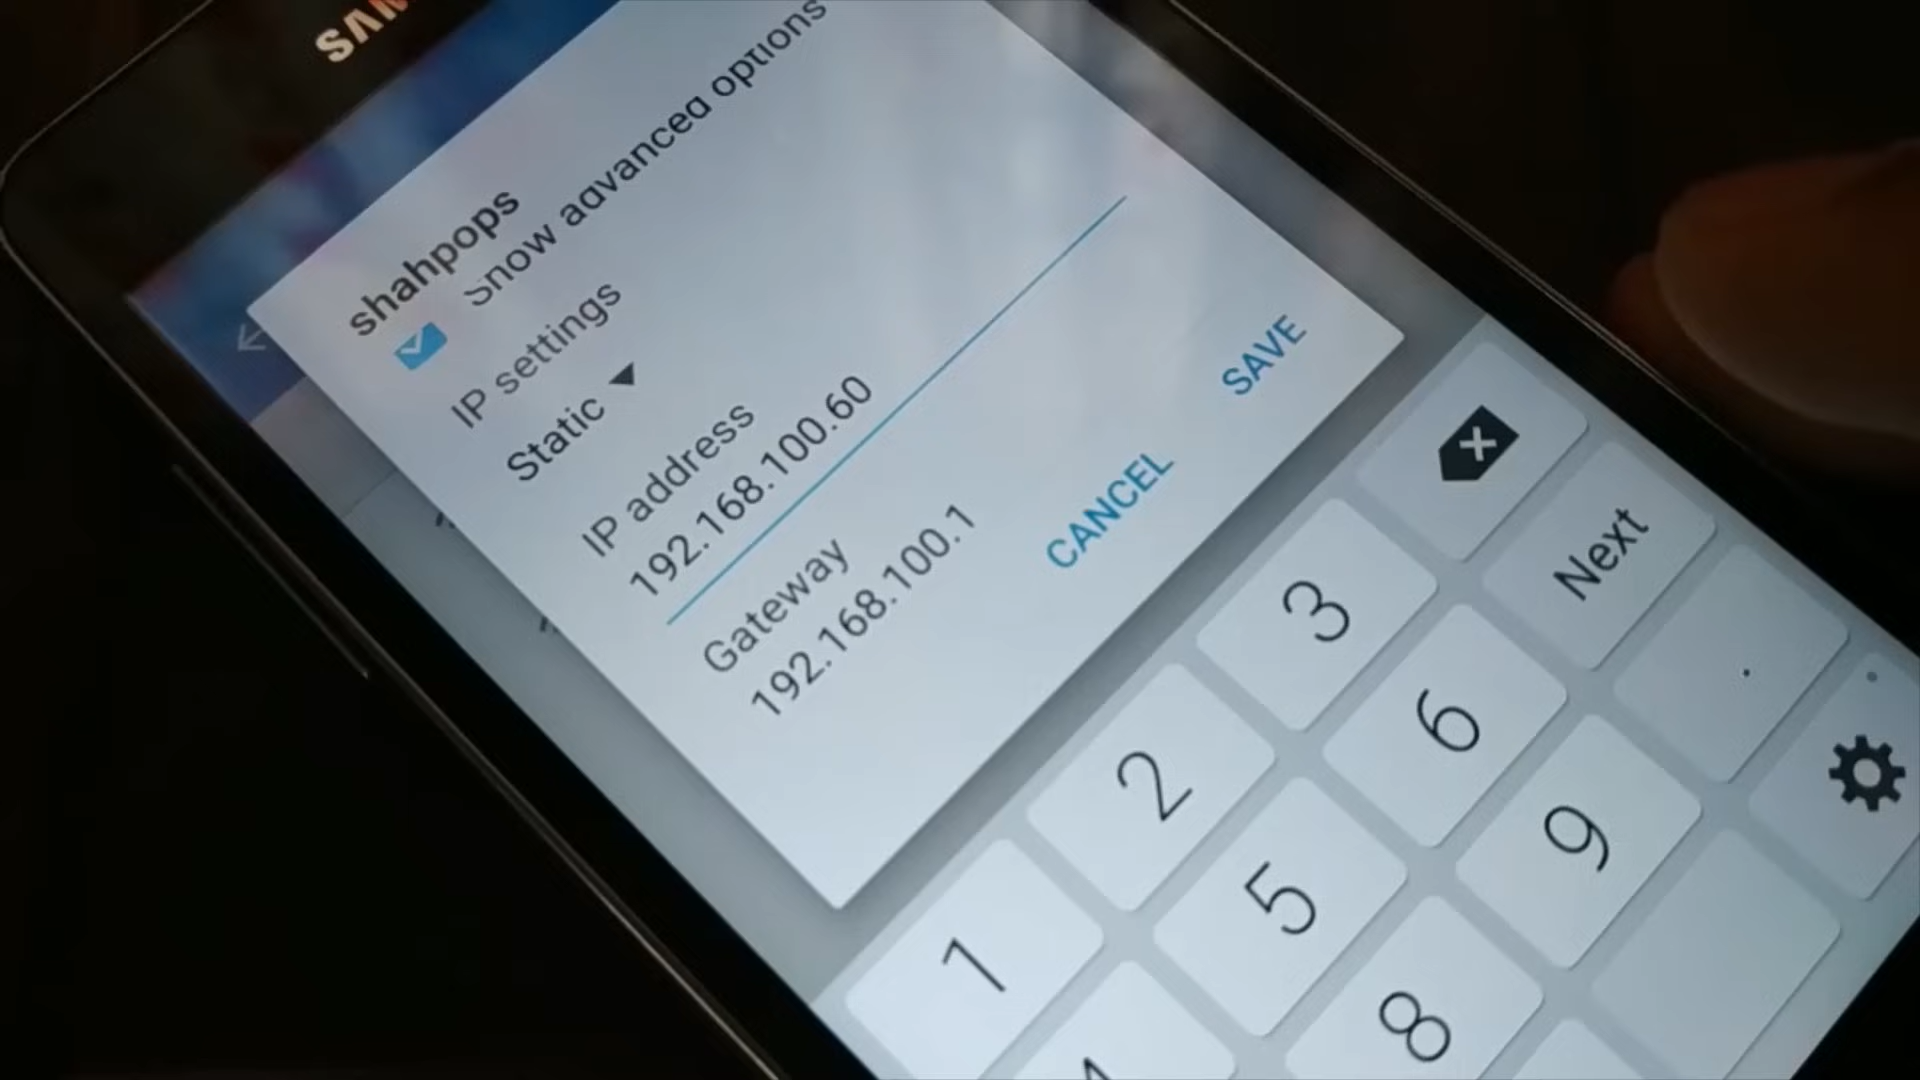 SAM
shahpops
Show advanced options
IP settings
Static
IP address
192.168.100.60
Gateway
192.168.100.1
CANCEL
SAVE
1
2
3
5
6
Next
8
9
.